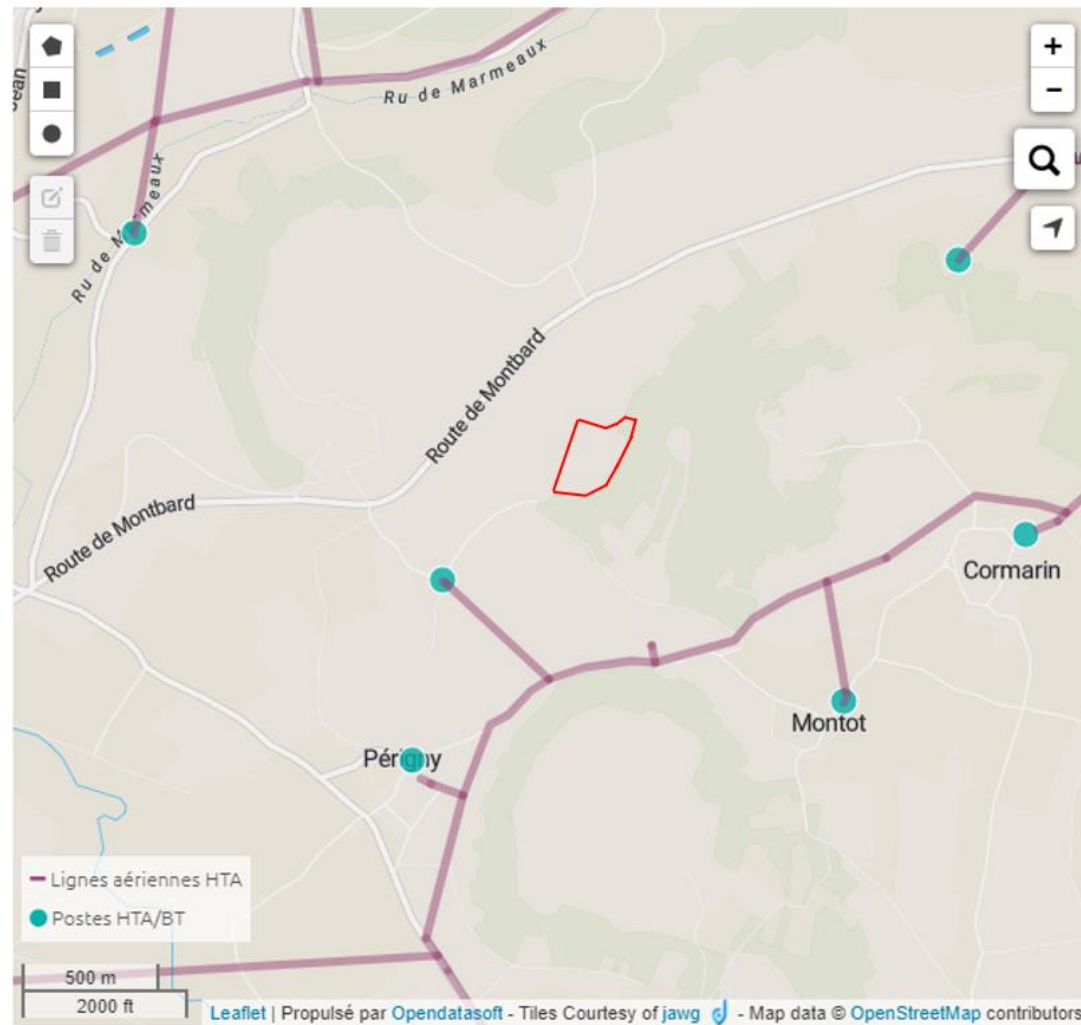 Jean
Ru de Marmeaux
+
−
Ru de Marmeaux
Route de Montbard
Route de Montbard
Cormarin
Montot
Périgny
Lignes aériennes HTA
Postes HTA/BT
500 m
2000 ft
Leaflet | Propulsé par Opendatasoft - Tiles Courtesy of jawg - Map data © OpenStreetMap contributors